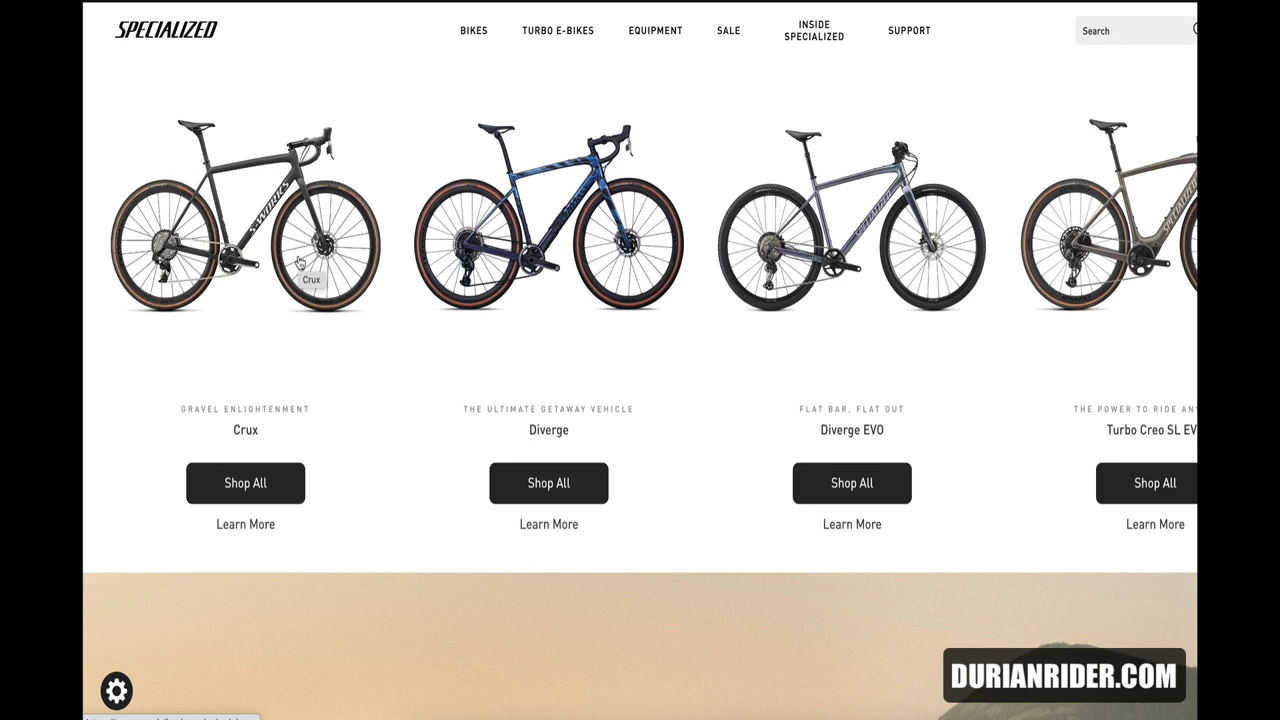 SPECIALIZED
BIKES
TURBO E-BIKES
EQUIPMENT
SALE
INSIDE
SPECIALIZED
SUPPORT
Search
S-WORKS
SPECIALIZED
Crux
GRAVEL ENLIGHTENMENT
THE ULTIMATE GETAWAY VEHICLE
FLAT BAR, FLAT OUT
THE POWER TO RIDE AN
Crux
Diverge
Diverge EVO
Turbo Creo SL EV
Shop All
Shop All
Shop All
Shop All
Learn More
Learn More
Learn More
Learn More
DURIANRIDER.COM